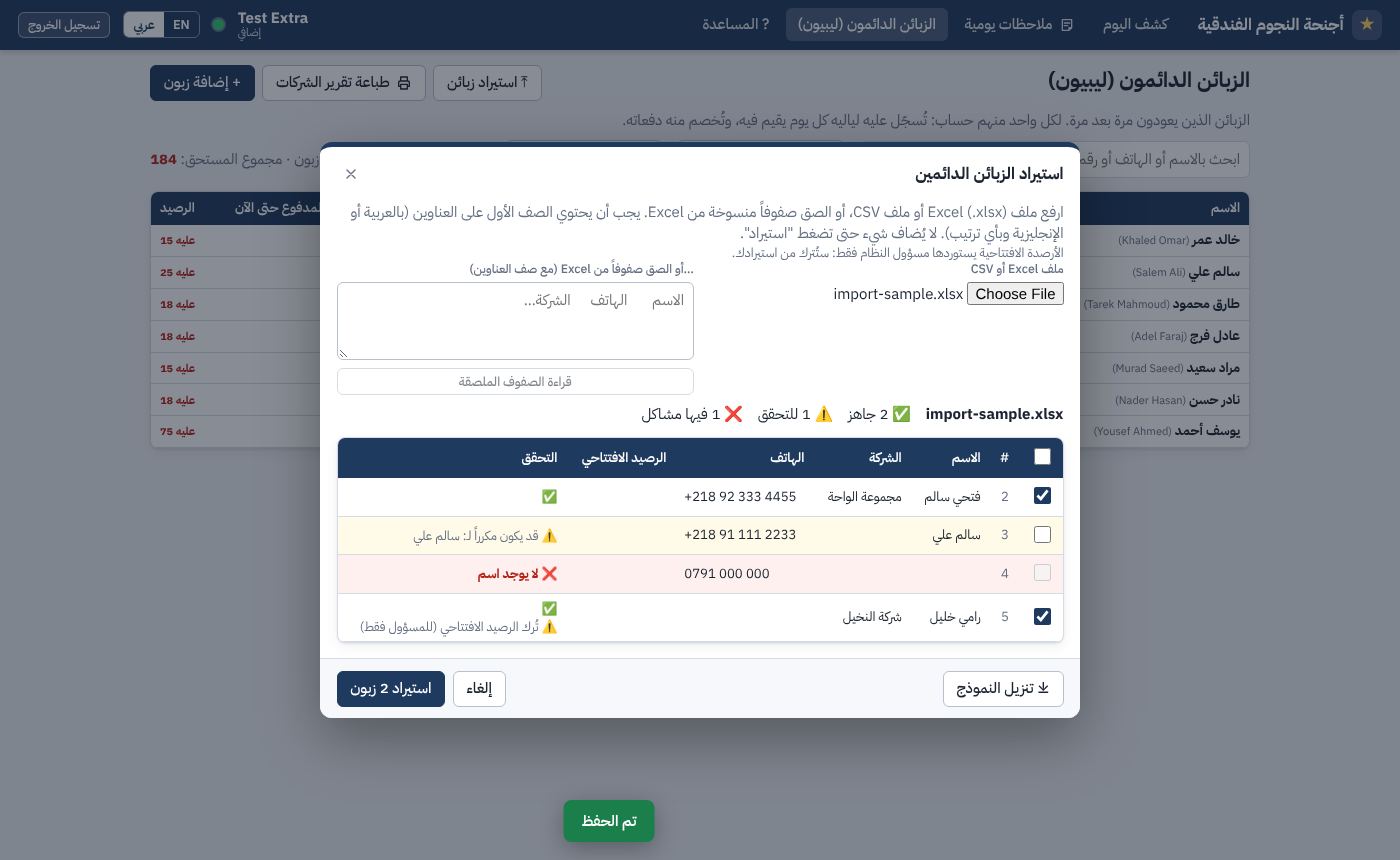 ★ أجنحة النجوم الفندقية
كشف اليوم
ملاحظات يومية
الزبائن الدائمون (ليبيون)
? المساعدة
Test Extra
إضافي
EN
عربي
تسجيل الخروج
الزبائن الدائمون (ليبيون)
⤒ استيراد زبائن
طباعة تقرير الشركات
+ إضافة زبون
الزبائن الذين يعودون مرة بعد مرة. لكل واحد منهم حساب: تُسجّل عليه لياليه كل يوم يقيم فيه، وتُخصم منه دفعاته.
ابحث بالاسم أو الهاتف أو
زبون · مجموع المستحق: 184
الاسم
المدفوع حتى الآن
الرصيد
خالد عمر (Khaled Omar)
عليه 15
سالم علي (Salem Ali)
عليه 25
طارق محمود (Tarek Mahmoud)
عليه 18
عادل فرج (Adel Faraj)
عليه 18
مراد سعيد (Murad Saeed)
عليه 15
نادر حسن (Nader Hasan)
عليه 18
يوسف أحمد (Yousef Ahmed)
عليه 75
استيراد الزبائن الدائمين
×
ارفع ملف Excel (.xlsx) أو ملف CSV، أو الصق صفوفاً منسوخة من Excel. يجب أن يحتوي الصف الأول على العناوين (بالعربية أو
الإنجليزية وبأي ترتيب). لا يُضاف شيء حتى تضغط "استيراد".
الأرصدة الافتتاحية يستوردها مسؤول النظام فقط: ستُترك من استيرادك.
ملف Excel أو CSV
Choose File import-sample.xlsx
...أو الصق صفوفاً من Excel (مع صف العناوين)
الاسم الهاتف الشركة...
قراءة الصفوف الملصقة
import-sample.xlsx ✅ 2 جاهز ⚠️ 1 للتحقق ❌ 1 فيها مشاكل
# الاسم الشركة الهاتف الرصيد الافتتاحي التحقق
2 فتحي سالم مجموعة الواحة +218 92 333 4455 ✅
3 سالم علي +218 91 111 2233 ⚠️ قد يكون مكرراً لـ: سالم علي
4 0791 000 000 ❌ لا يوجد اسم
5 رامي خليل شركة النخيل ✅
⚠️ تُرك الرصيد الافتتاحي (للمسؤول فقط)
تنزيل النموذج
إلغاء
استيراد 2 زبون
تم الحفظ